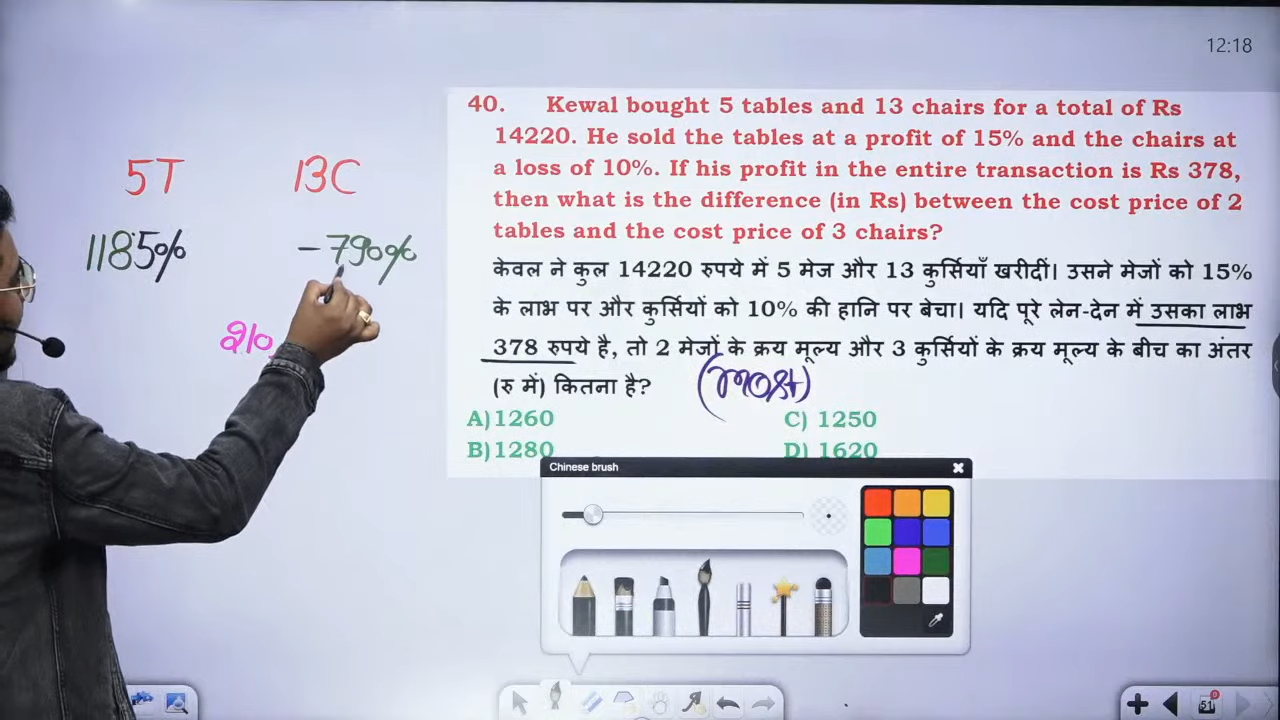 12:18
40. Kewal bought 5 tables and 13 chairs for a total of Rs
14220. He sold the tables at a profit of 15% and the chairs at
a loss of 10%. If his profit in the entire transaction is Rs 378,
then what is the difference (in Rs) between the cost price of 2
tables and the cost price of 3 chairs?
केवल ने कुल 14220 रुपये में 5 मेज और 13 कुर्सियाँ खरीदीं। उसने मेजों को 15%
के लाभ पर और कुर्सियों को 10% की हानि पर बेचा। यदि पूरे लेन-देन में उसका लाभ
378 रुपये है, तो 2 मेजों के क्रय मूल्य और 3 कुर्सियों के क्रय मूल्य के बीच का अंतर
(रु में) कितना है?
(most)
A)1260 C) 1250
B)1280 D) 1620
5T 13C
1185% -790%
Chinese brush
51